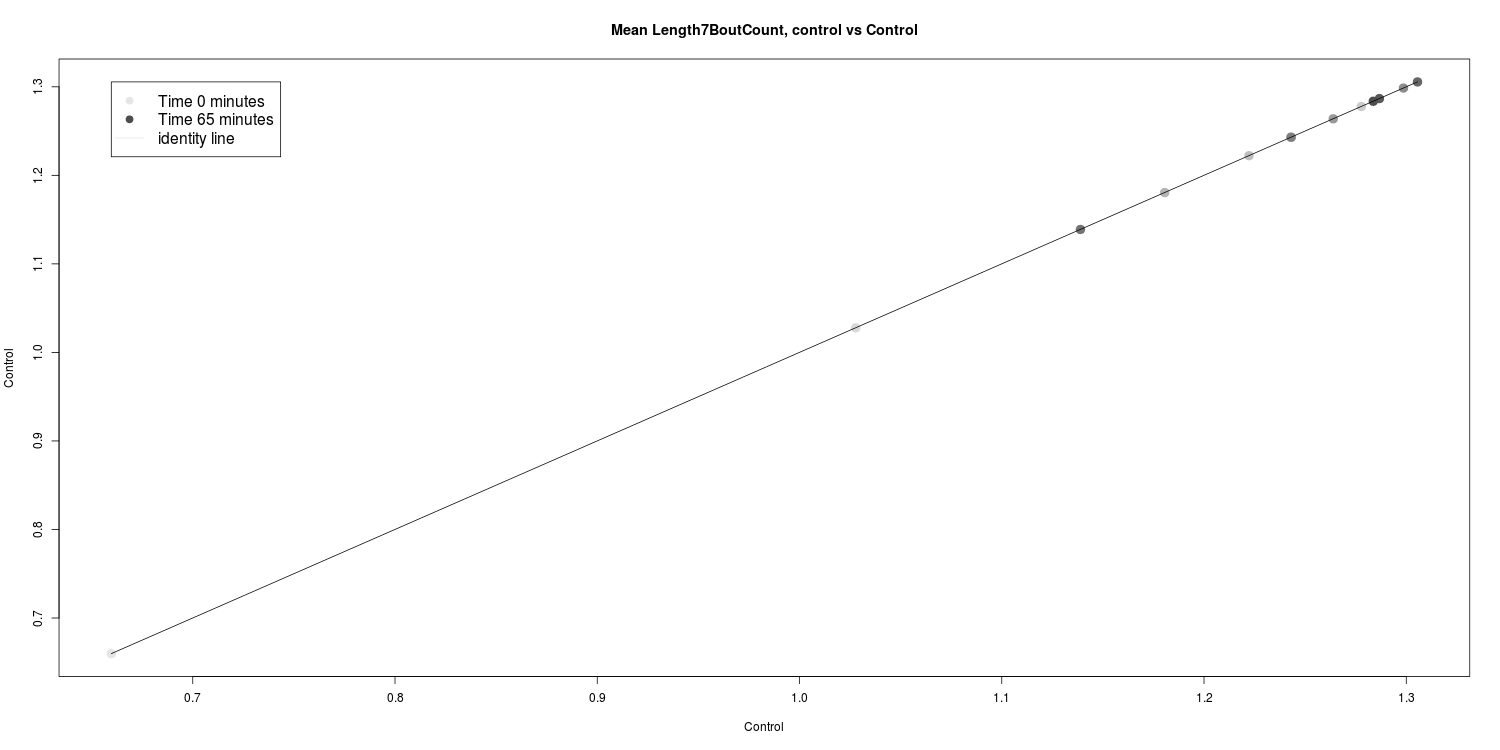 Mean Length7BoutCount, control vs Control
Time 0 minutes
Time 65 minutes
identity line
1.3
1.2
1.1
1.0
0.9
0.8
0.7
Control
0.7 0.8 0.9 1.0 1.1 1.2 1.3
Control